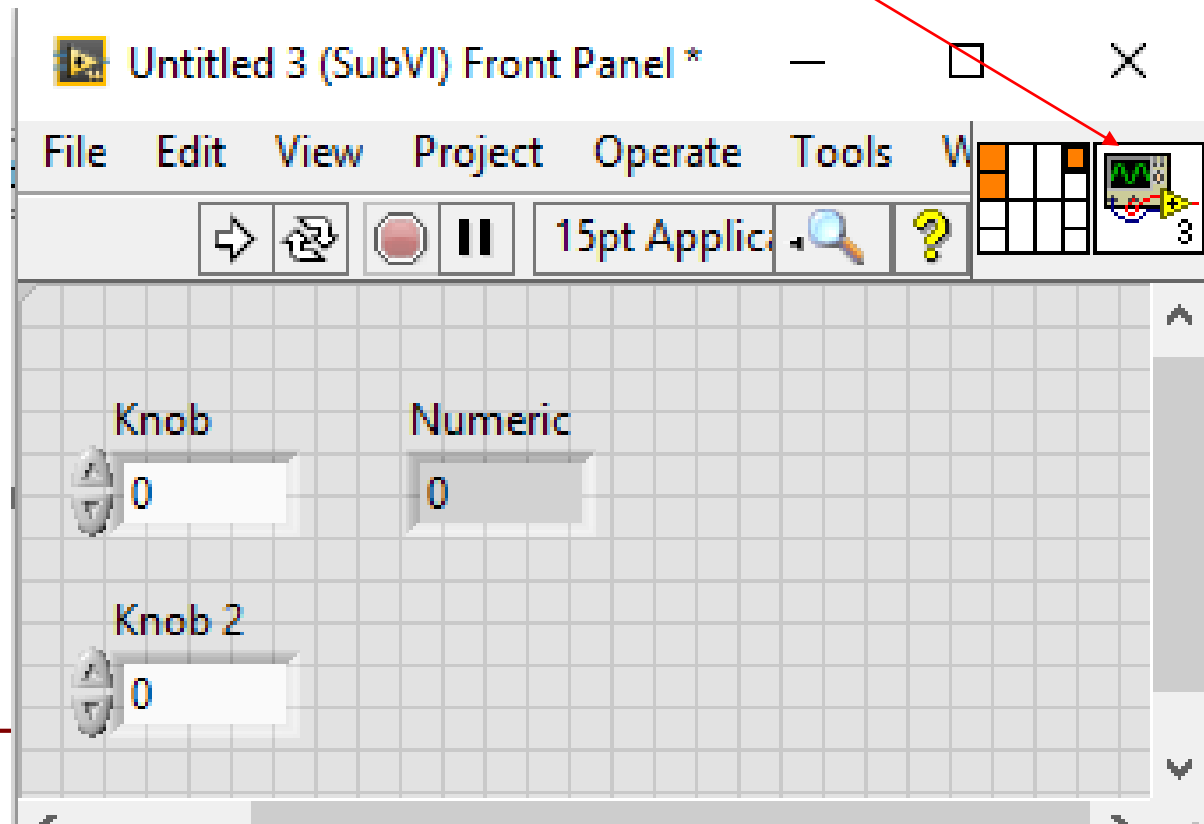 Untitled 3 (SubVI) Front Panel *
File Edit View Project Operate Tools W
15pt Applic
3
Knob Numeric
0 0
Knob 2
0